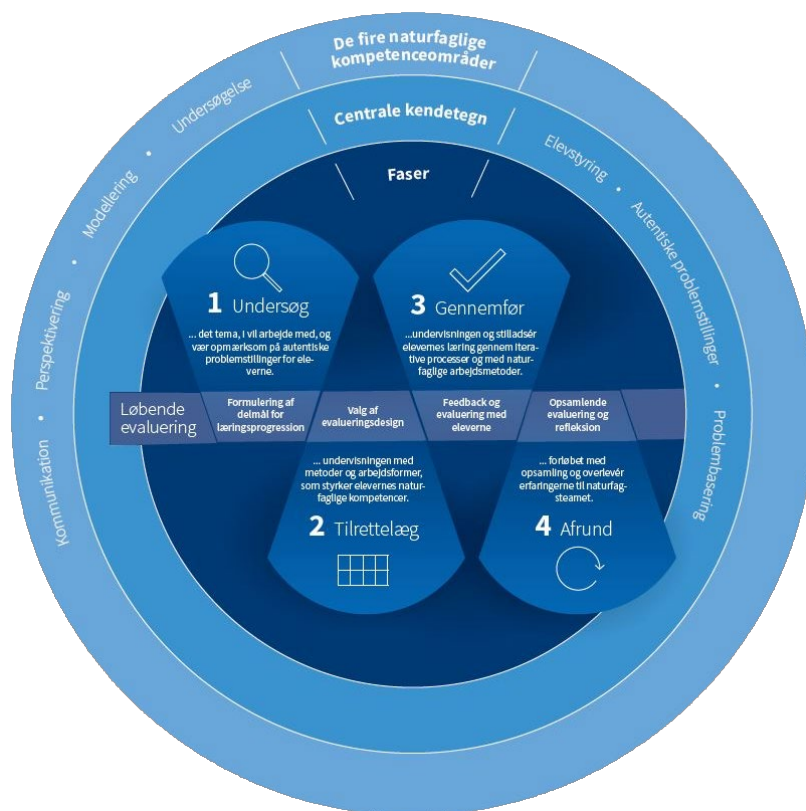 De fire naturfaglige
kompetenceområder
Kommunikation • Perspektivering • Modellering • Undersøgelse
Centrale kendetegn
Elevstyring • Autentiske problemstillinger • Problembasering
Faser
1 Undersøg
... det tema, i vil arbejde med, og
vær opmærksom på autentiske
problemstillinger for ele-
verne.
3 Gennemfør
...undervisningen og stilladsér
elevernes læring gennem itera-
tive processer og med natur-
faglige arbejdsmetoder.
Løbende
evaluering
Formulering af
delmål for
læringsprogression
Valg af
evalueringsdesign
Feedback og
evaluering med
eleverne
Opsamlende
evaluering og
refleksion
... undervisningen med
metoder og arbejdsformer,
som styrker elevernes natur-
faglige kompetencer.
2 Tilrettelæg
... forløbet med
opsamling og overlevér
erfaringerne til naturfag-
steamet.
4 Afrund